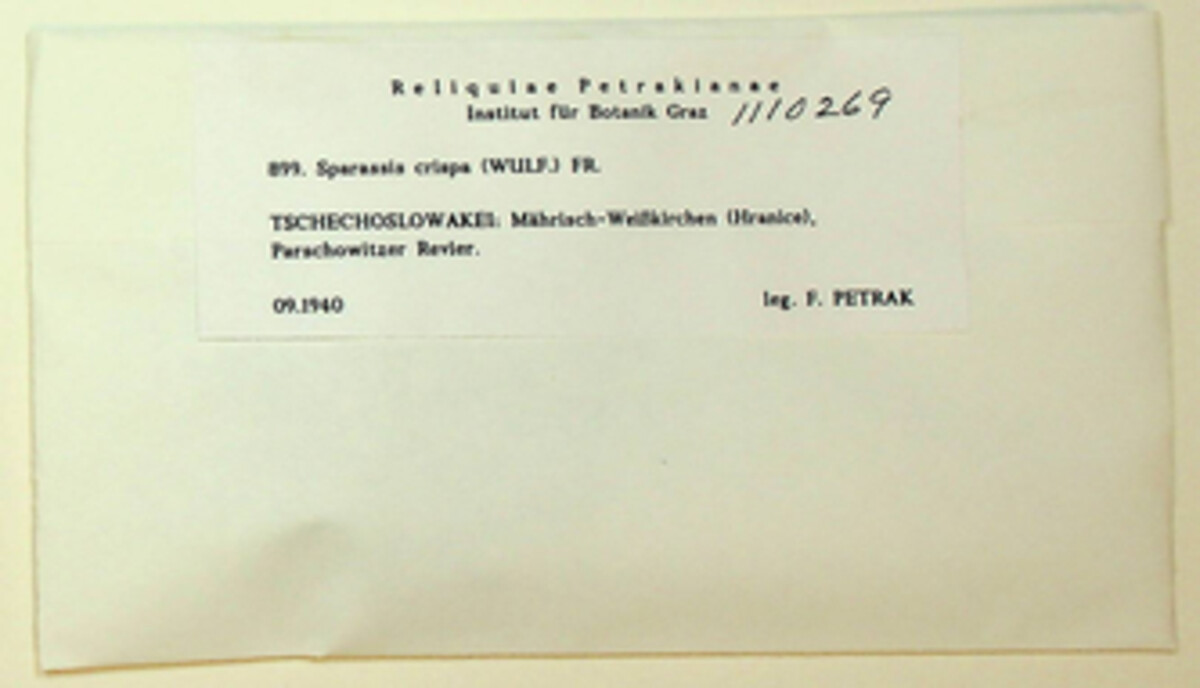 Reliquiae Petrakianae
Institut für Botanik Graz 1110269
899. Sparassis crispa (WULF.) FR.
TSCHECHOSLOWAKEI: Mährisch-Weißkirchen (Hranice),
Parschowitzer Revier.
09.1940 leg. F. PETRAK